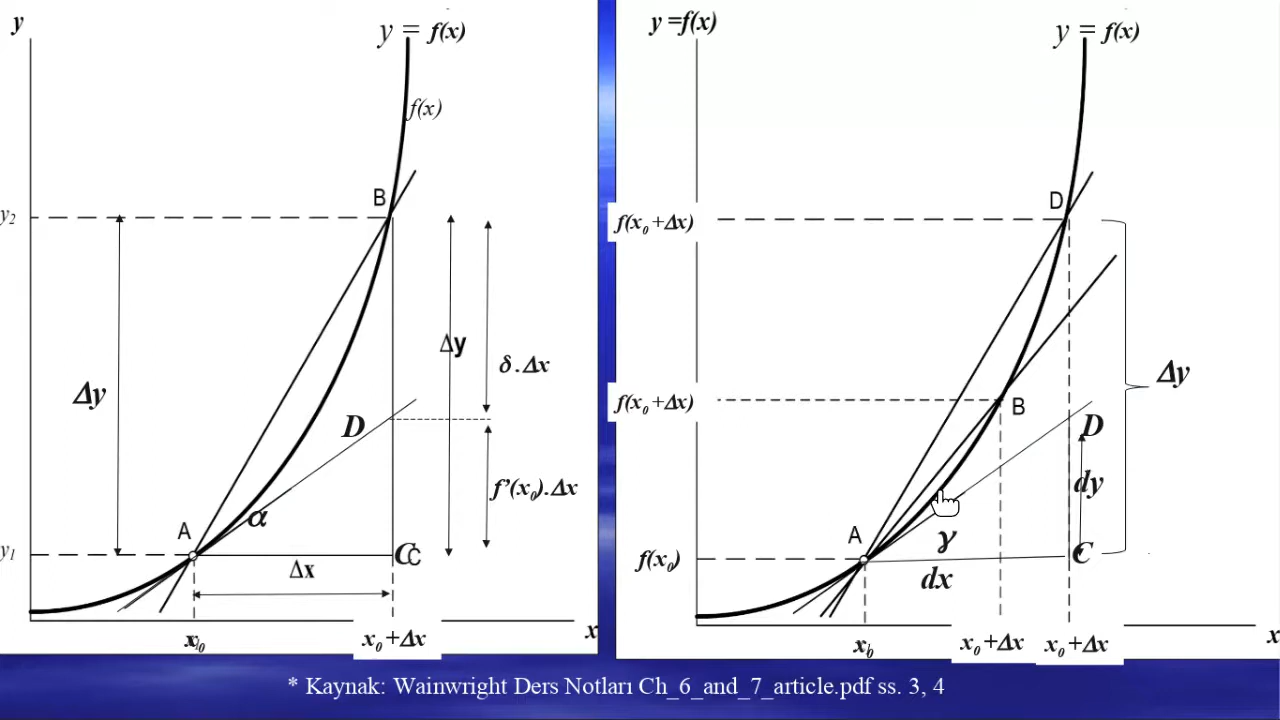 y
y = f(x)
f(x)
B
y2
Δy
Δy
δ.Δx
D
f'(x0).Δx
α
A
y1
C
C
Δx
x0
x0+Δx
x
y =f(x)
y = f(x)
D
f(x0+Δx)
Δy
f(x0+Δx)
B
D
dy
A
γ
C
f(x0)
dx
x0+Δx
x0+Δx
x
* Kaynak: Wainwright Ders Notları Ch_6_and_7_article.pdf ss. 3, 4